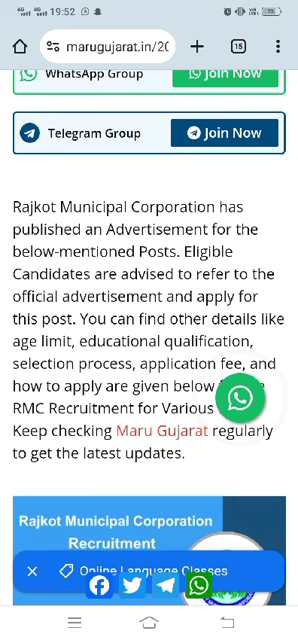 19:52
marugujarat.in/20
15
WhatsApp Group
Join Now
Telegram Group
Join Now
Rajkot Municipal Corporation has
published an Advertisement for the
below-mentioned Posts. Eligible
Candidates are advised to refer to the
official advertisement and apply for
this post. You can find other details like
age limit, educational qualification,
selection process, application fee, and
how to apply are given below
RMC Recruitment for Various
Keep checking Maru Gujarat regularly
to get the latest updates.
Rajkot Municipal Corporation
Recruitment
Online Language Classes